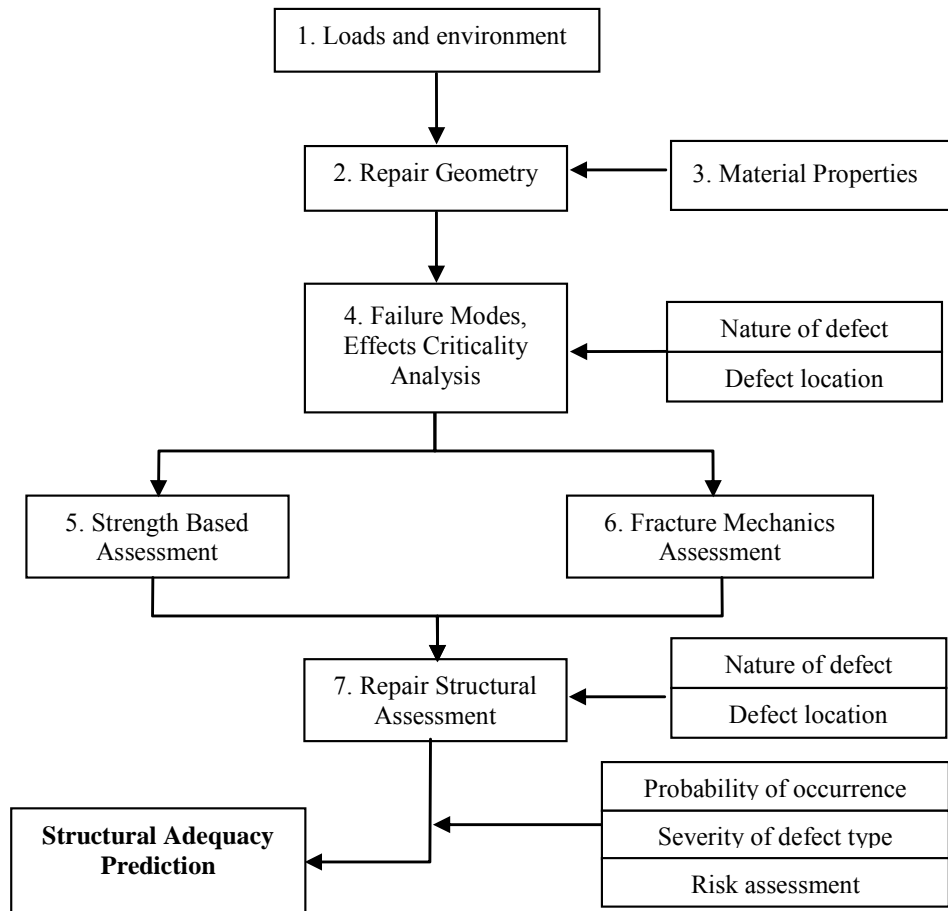 1. Loads and environment
2. Repair Geometry
3. Material Properties
4. Failure Modes,
Effects Criticality
Analysis
Nature of defect
Defect location
5. Strength Based
Assessment
6. Fracture Mechanics
Assessment
7. Repair Structural
Assessment
Nature of defect
Defect location
Probability of occurrence
Severity of defect type
Risk assessment
Structural Adequacy
Prediction